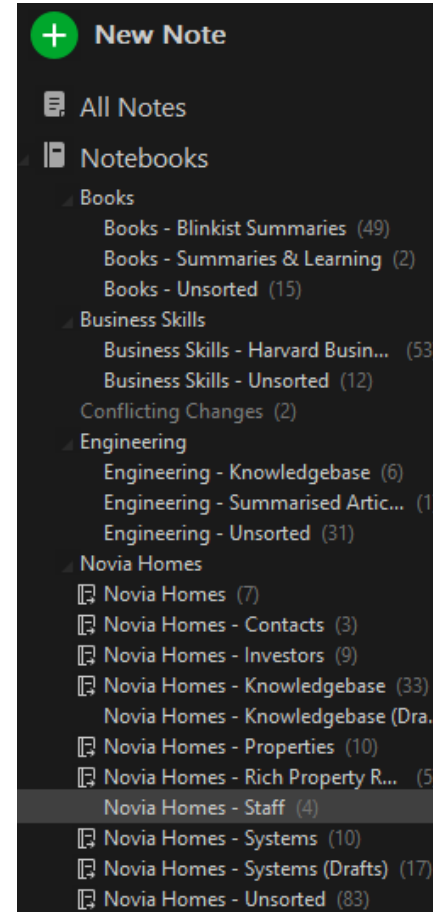 New Note
All Notes
Notebooks
Books
Books - Blinkist Summaries (49)
Books - Summaries & Learning (2)
Books - Unsorted (15)
Business Skills
Business Skills - Harvard Busin... (53
Business Skills - Unsorted (12)
Conflicting Changes (2)
Engineering
Engineering - Knowledgebase (6)
Engineering - Summarised Artic... (1
Engineering - Unsorted (31)
Novia Homes
Novia Homes (7)
Novia Homes - Contacts (3)
Novia Homes - Investors (9)
Novia Homes - Knowledgebase (33)
Novia Homes - Knowledgebase (Dra..
Novia Homes - Properties (10)
Novia Homes - Rich Property R... (5
Novia Homes - Staff (4)
Novia Homes - Systems (10)
Novia Homes - Systems (Drafts) (17)
Novia Homes - Unsorted (83)